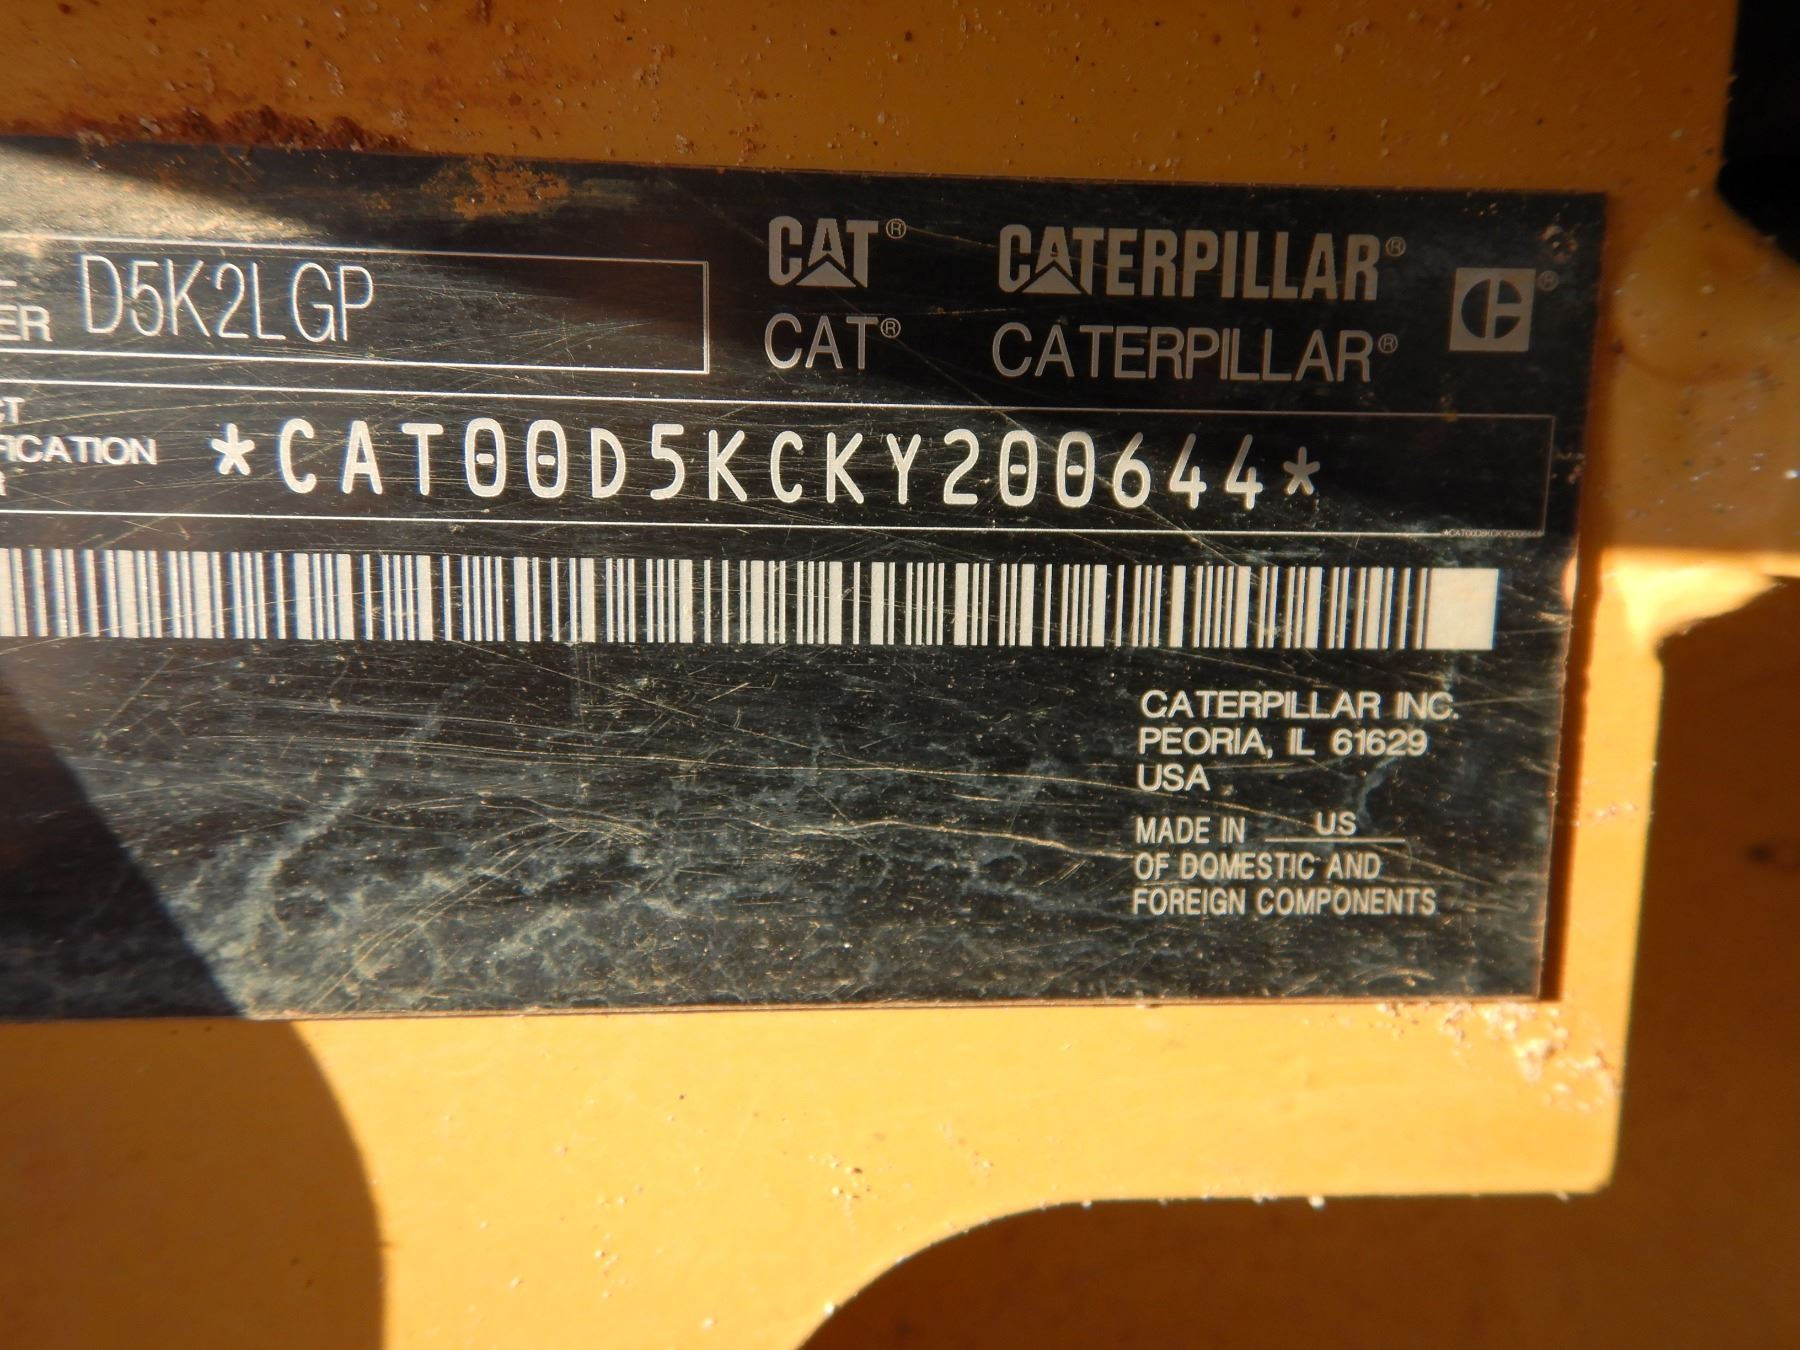 CAT® CATERPILLAR®
ER D5K2LGP
CAT® CATERPILLAR®
CT
FICATION *CAT00D5KCKY200644*
R
CATERPILLAR INC.
PEORIA, IL 61629
USA
MADE IN US
OF DOMESTIC AND
FOREIGN COMPONENTS